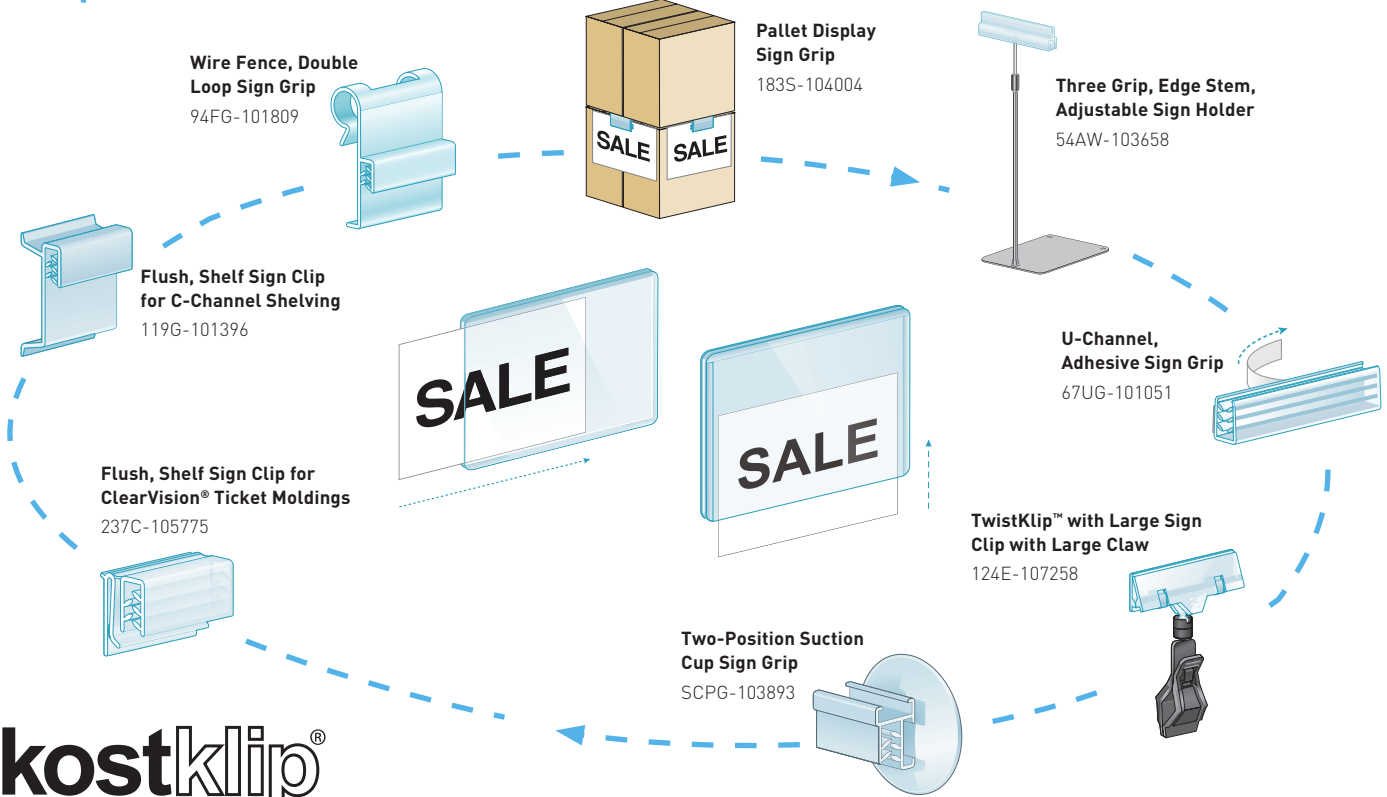 Wire Fence, Double
Loop Sign Grip
94FG-101809
Pallet Display
Sign Grip
183S-104004
SALE
SALE
Three Grip, Edge Stem,
Adjustable Sign Holder
54AW-103658
Flush, Shelf Sign Clip
for C-Channel Shelving
119G-101396
SALE
SALE
U-Channel,
Adhesive Sign Grip
67UG-101051
Flush, Shelf Sign Clip for
ClearVision® Ticket Moldings
237C-105775
TwistKlip™ with Large Sign
Clip with Large Claw
124E-107258
Two-Position Suction
Cup Sign Grip
SCPG-103893
kostklip®